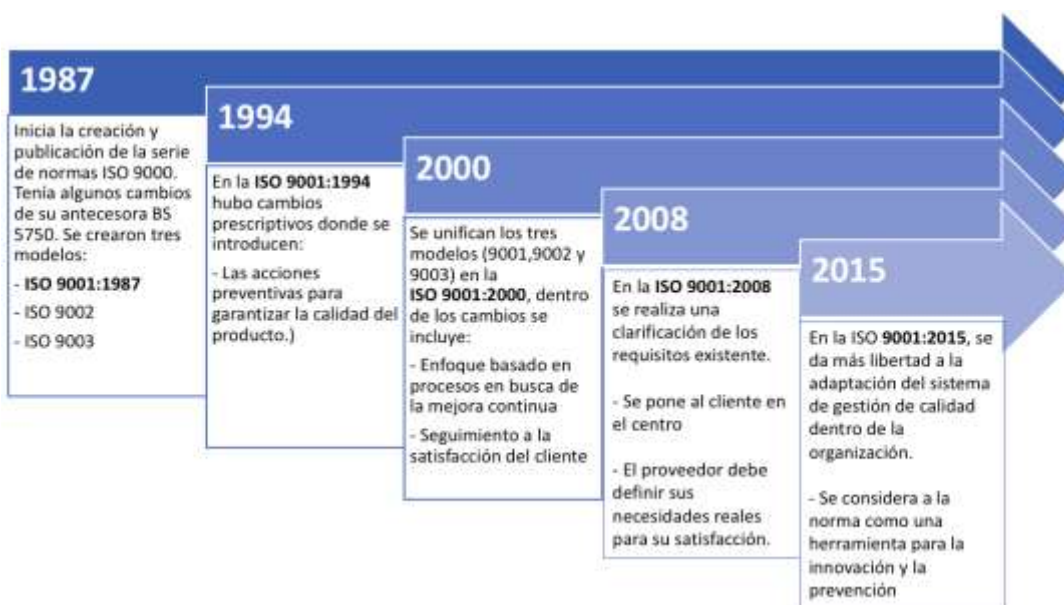 1987
Inicia la creación y
publicación de la serie
de normas ISO 9000.
Tenía algunos cambios
de su antecesora BS
5750. Se crearon tres
modelos:
- ISO 9001:1987
- ISO 9002
- ISO 9003
1994
En la ISO 9001:1994
hubo cambios
prescriptivos donde se
introducen:
- Las acciones
preventivas para
garantizar la calidad del
producto.)
2000
Se unifican los tres
modelos (9001,9002 y
9003) en la
ISO 9001:2000, dentro
de los cambios se
incluye:
- Enfoque basado en
procesos en busca de
la mejora continua
- Seguimiento a la
satisfacción del cliente
2008
En la ISO 9001:2008
se realiza una
clarificación de los
requisitos existente.
- Se pone al cliente en
el centro
- El proveedor debe
definir sus
necesidades reales
para su satisfacción.
2015
En la ISO 9001:2015, se
da más libertad a la
adaptación del sistema
de gestión de calidad
dentro de la
organización.
- Se considera a la
norma como una
herramienta para la
innovación y la
prevención